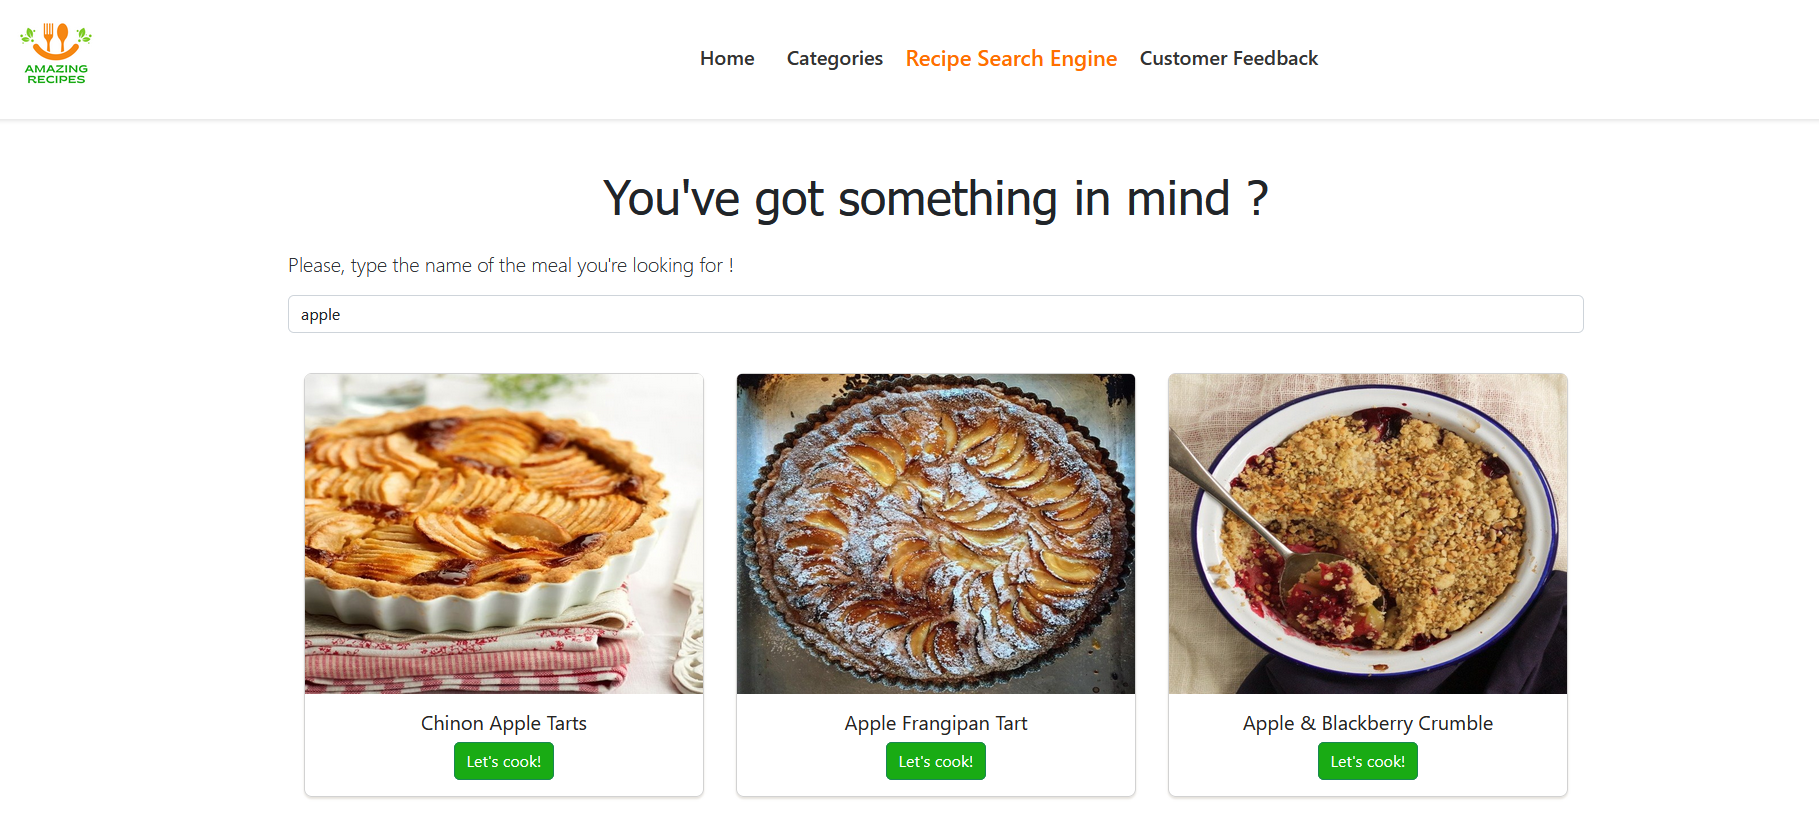 AMAZING
RECIPES
Home Categories Recipe Search Engine Customer Feedback
You've got something in mind ?
Please, type the name of the meal you're looking for !
apple
Chinon Apple Tarts
Let's cook!
Apple Frangipan Tart
Let's cook!
Apple & Blackberry Crumble
Let's cook!